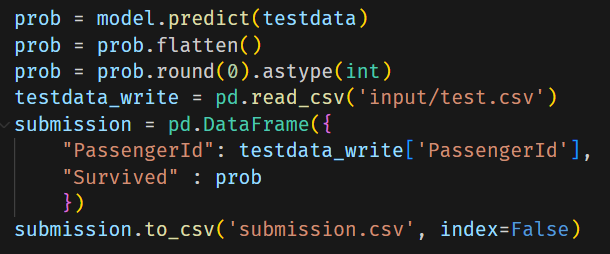 prob = model.predict(testdata)
prob = prob.flatten()
prob = prob.round(0).astype(int)
testdata_write = pd.read_csv('input/test.csv')
submission = pd.DataFrame({
    "PassengerId": testdata_write['PassengerId'],
    "Survived" : prob
    })
submission.to_csv('submission.csv', index=False)